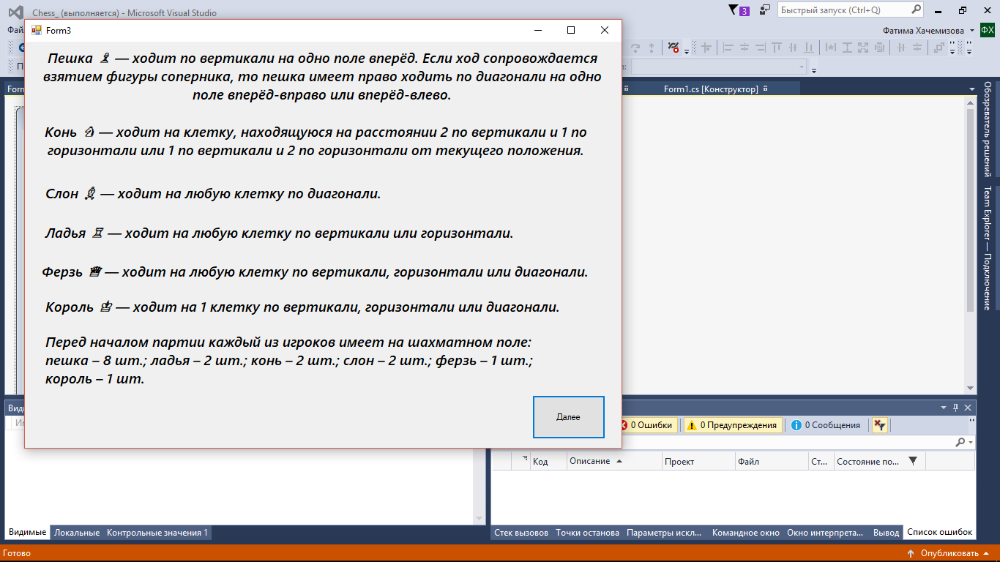 Chess_ (выполняется) - Microsoft Visual Studio
3
Быстрый запуск (Ctrl+Q)
Form3
Фатима Хачемизова
ФХ
Form1.cs [Конструктор]
Пешка ♗ — ходит по вертикали на одно поле вперёд. Если ход сопровождается
взятием фигуры соперника, то пешка имеет право ходить по диагонали на одно
поле вперёд-вправо или вперёд-влево.
Конь ♘ — ходит на клетку, находящуюся на расстоянии 2 по вертикали и 1 по
горизонтали или 1 по вертикали и 2 по горизонтали от текущего положения.
Слон ♗ — ходит на любую клетку по диагонали.
Ладья ♖ — ходит на любую клетку по вертикали или горизонтали.
Ферзь ♕ — ходит на любую клетку по вертикали, горизонтали или диагонали.
Король ♔ — ходит на 1 клетку по вертикали, горизонтали или диагонали.
Перед началом партии каждый из игроков имеет на шахматном поле:
пешка – 8 шт.; ладья – 2 шт.; конь – 2 шт.; слон – 2 шт.; ферзь – 1 шт.;
король – 1 шт.
Далее
Обозреватель решений
Team Explorer — Подключение
0 Ошибки
0 Предупреждения
0 Сообщения
Код
Описание
Проект
Файл
Ст...
Состояние по...
Видимые
Локальные
Контрольные значения 1
Стек вызовов
Точки останова
Параметры искл...
Командное окно
Окно интерпрета...
Вывод
Список ошибок
Готово
Опубликовать